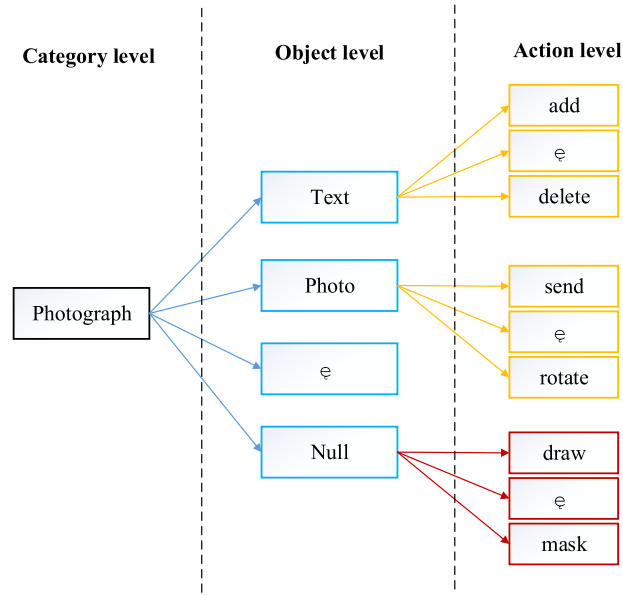 Category level
Object level
Action level
Photograph
Text
Photo
ę
Null
add
ę
delete
send
ę
rotate
draw
ę
mask